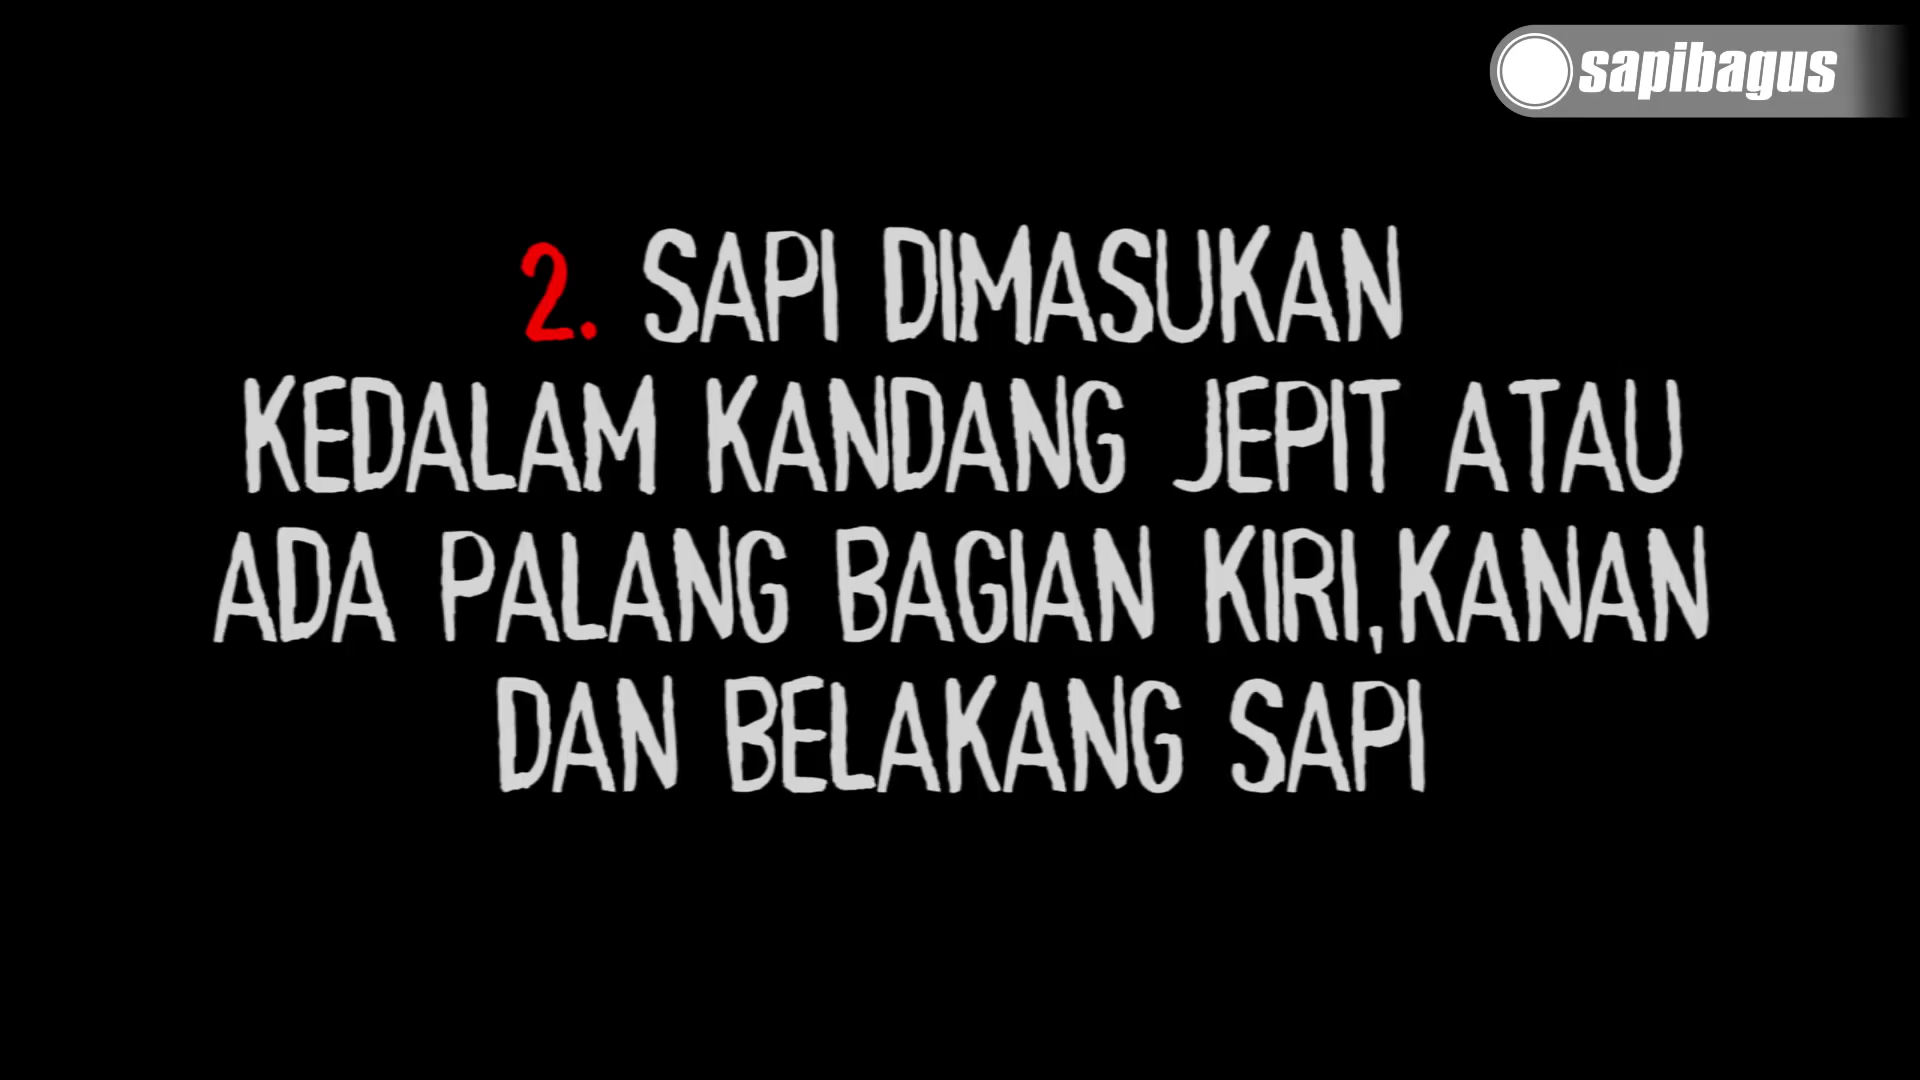 sapibagus
2. SAPI DIMASUKAN
KEDALAM KANDANG JEPIT ATAU
ADA PALANG BAGIAN KIRI,KANAN
DAN BELAKANG SAPI